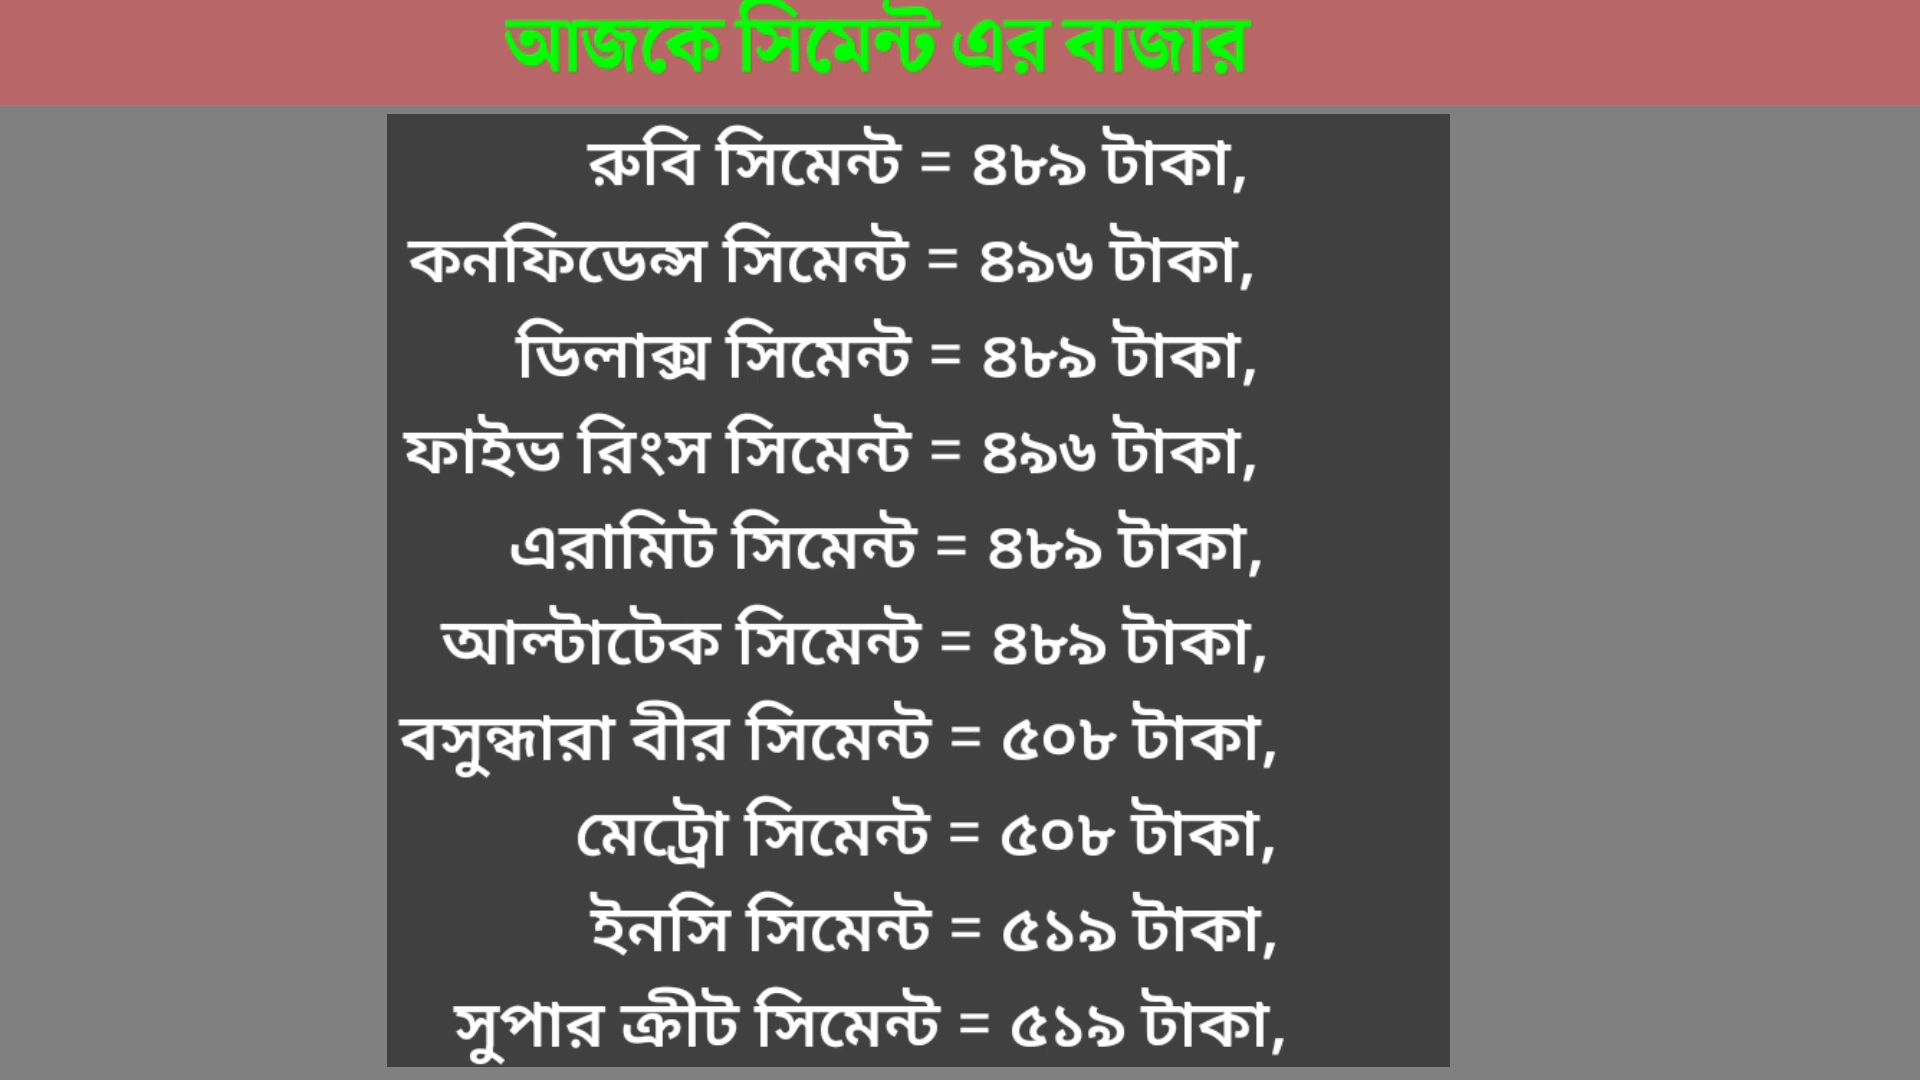 আজকে সিমেন্ট এর বাজার
রুবি সিমেন্ট = ৪৮৯ টাকা,
কনফিডেন্স সিমেন্ট = ৪৯৬ টাকা,
ডিলাক্স সিমেন্ট = ৪৮৯ টাকা,
ফাইভ রিংস সিমেন্ট = ৪৯৬ টাকা,
এরামিট সিমেন্ট = ৪৮৯ টাকা,
আল্টাটেক সিমেন্ট = ৪৮৯ টাকা,
বসুন্ধারা বীর সিমেন্ট = ৫০৮ টাকা,
মেট্রো সিমেন্ট = ৫০৮ টাকা,
ইনসি সিমেন্ট = ৫১৯ টাকা,
সুপার ক্রীট সিমেন্ট = ৫১৯ টাকা,